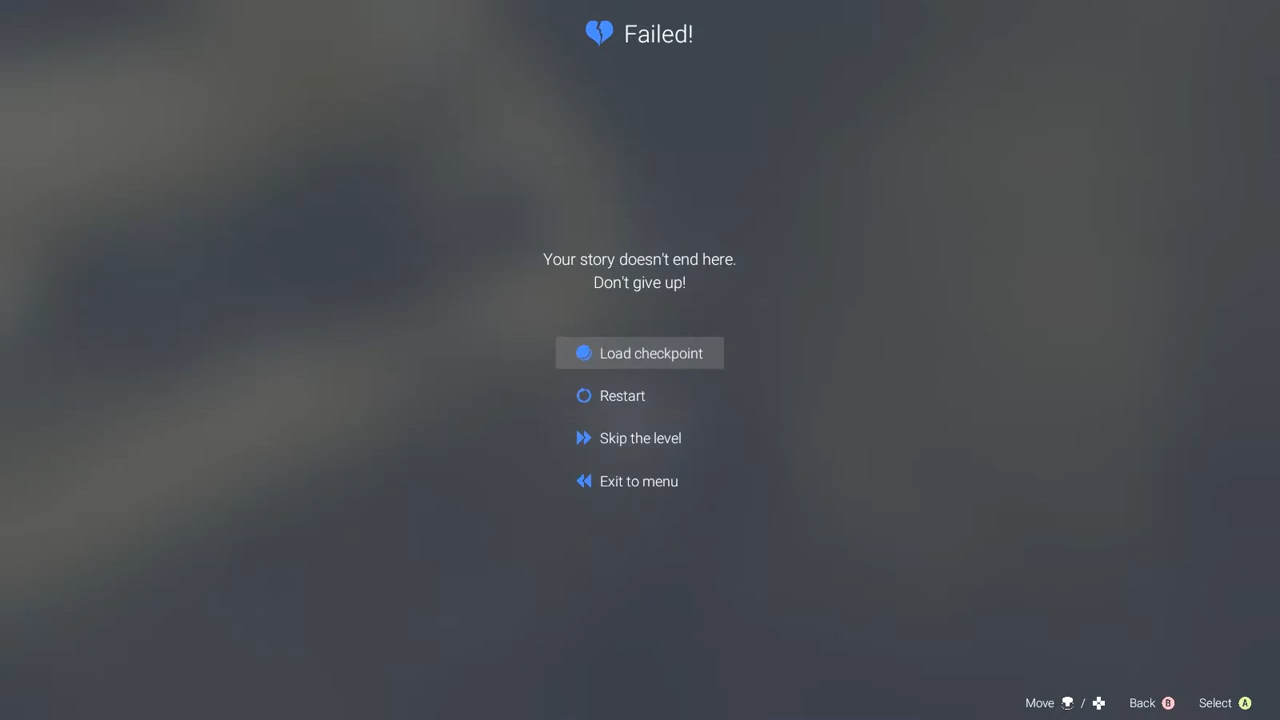 Failed!
Your story doesn't end here.
Don't give up!
Load checkpoint
Restart
Skip the level
Exit to menu
Move / Back B Select A